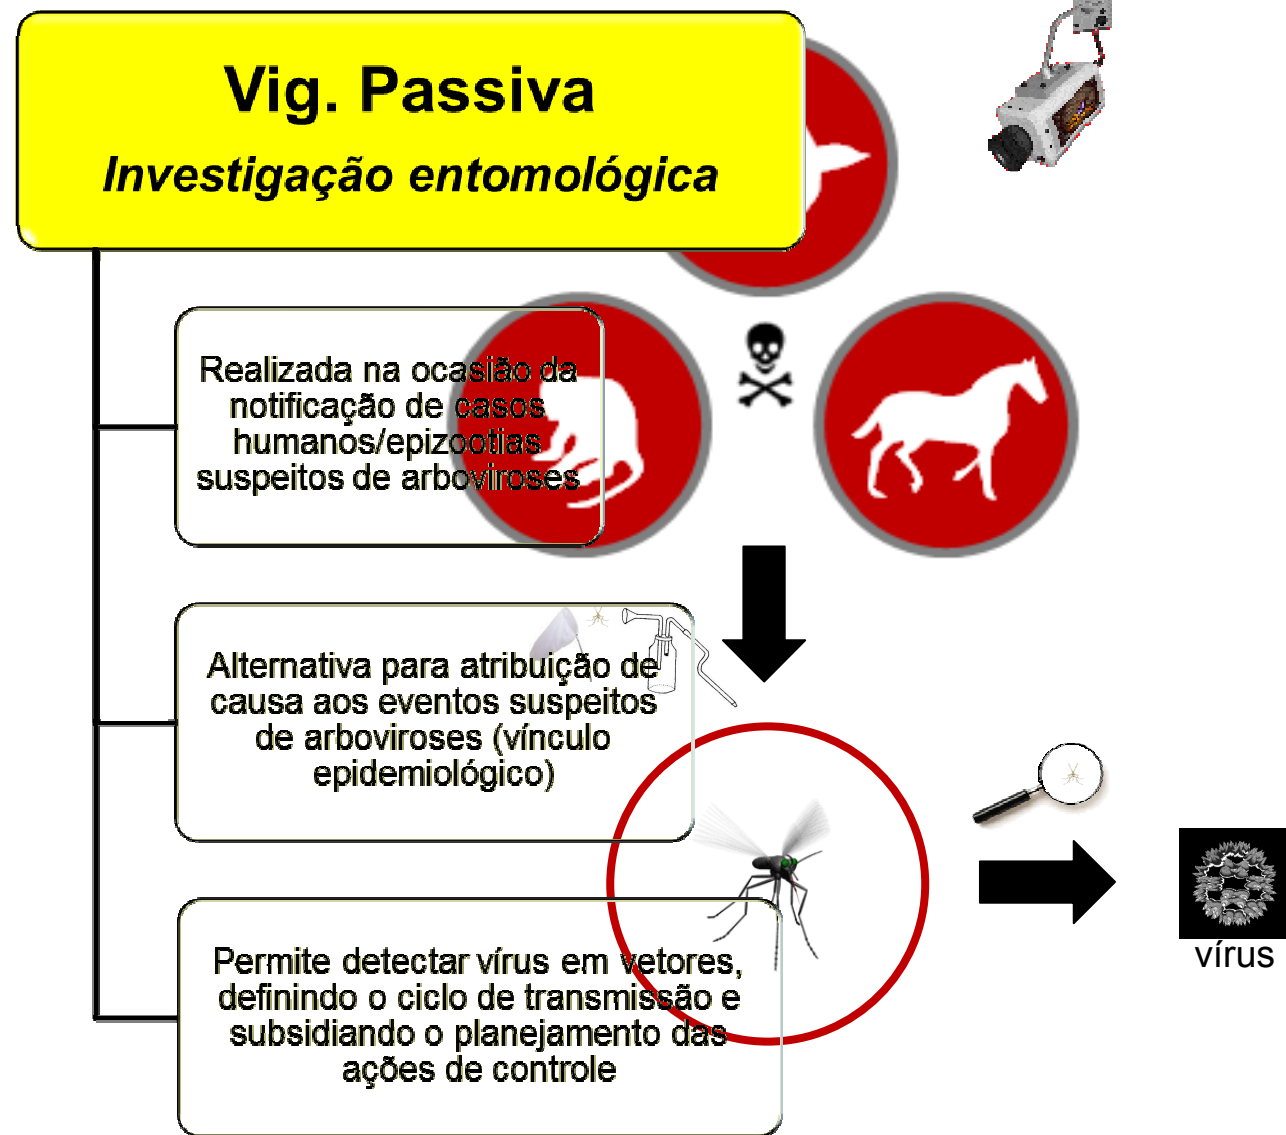 Vig. Passiva
Investigação entomológica
Realizada na ocasião da
notificação de casos
humanos/epizootias
suspeitos de arboviroses
Alternativa para atribuição de
causa aos eventos suspeitos
de arboviroses (vínculo
epidemiológico)
Permite detectar vírus em vetores,
definindo o ciclo de transmissão e
subsidiando o planejamento das
ações de controle
vírus